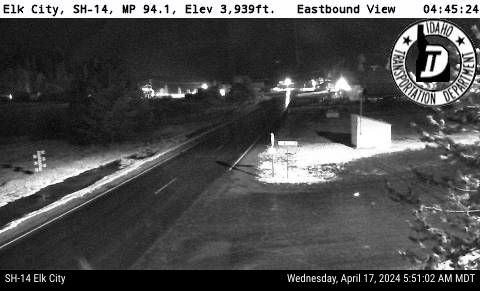 Elk City, SH-14, MP 94.1, Elev 3,939ft. Eastbound View 04:45:24
IDAHO
TRANSPORTATION DEPARTMENT
SH-14 Elk City Wednesday, April 17, 2024 5:51:02 AM MDT